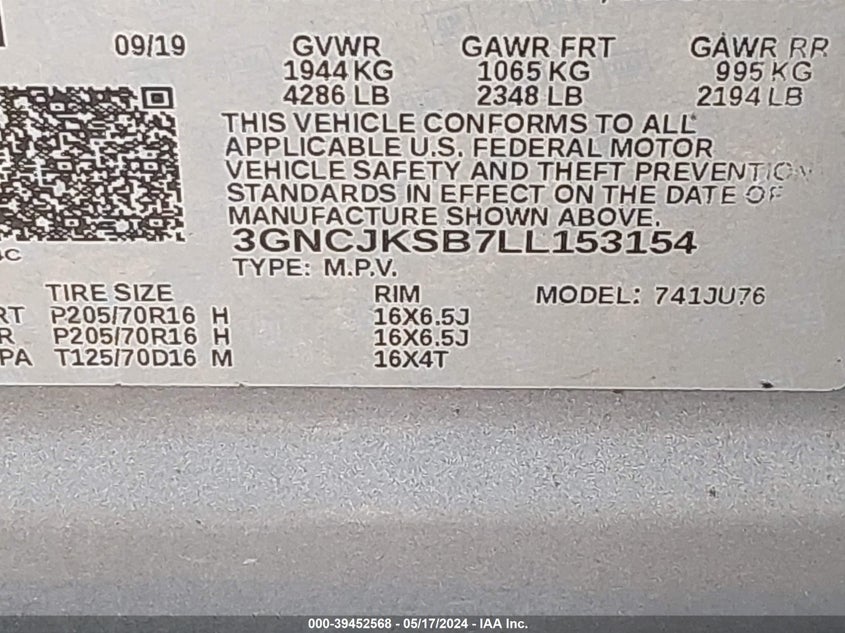 09/19 GVWR GAWR FRT GAWR RR
1944 KG 1065 KG 995 KG
4286 LB 2348 LB 2194 LB
THIS VEHICLE CONFORMS TO ALL
APPLICABLE U.S. FEDERAL MOTOR
VEHICLE SAFETY AND THEFT PREVENTION
STANDARDS IN EFFECT ON THE DATE OF
MANUFACTURE SHOWN ABOVE.
3GNCJKSB7LL153154
TYPE: M.P.V.
TIRE SIZE RIM MODEL: 741JU76
RT P205/70R16 H 16X6.5J
R P205/70R16 H 16X6.5J
PA T125/70D16 M 16X4T
000-39452568 - 05/17/2024 - IAA Inc.